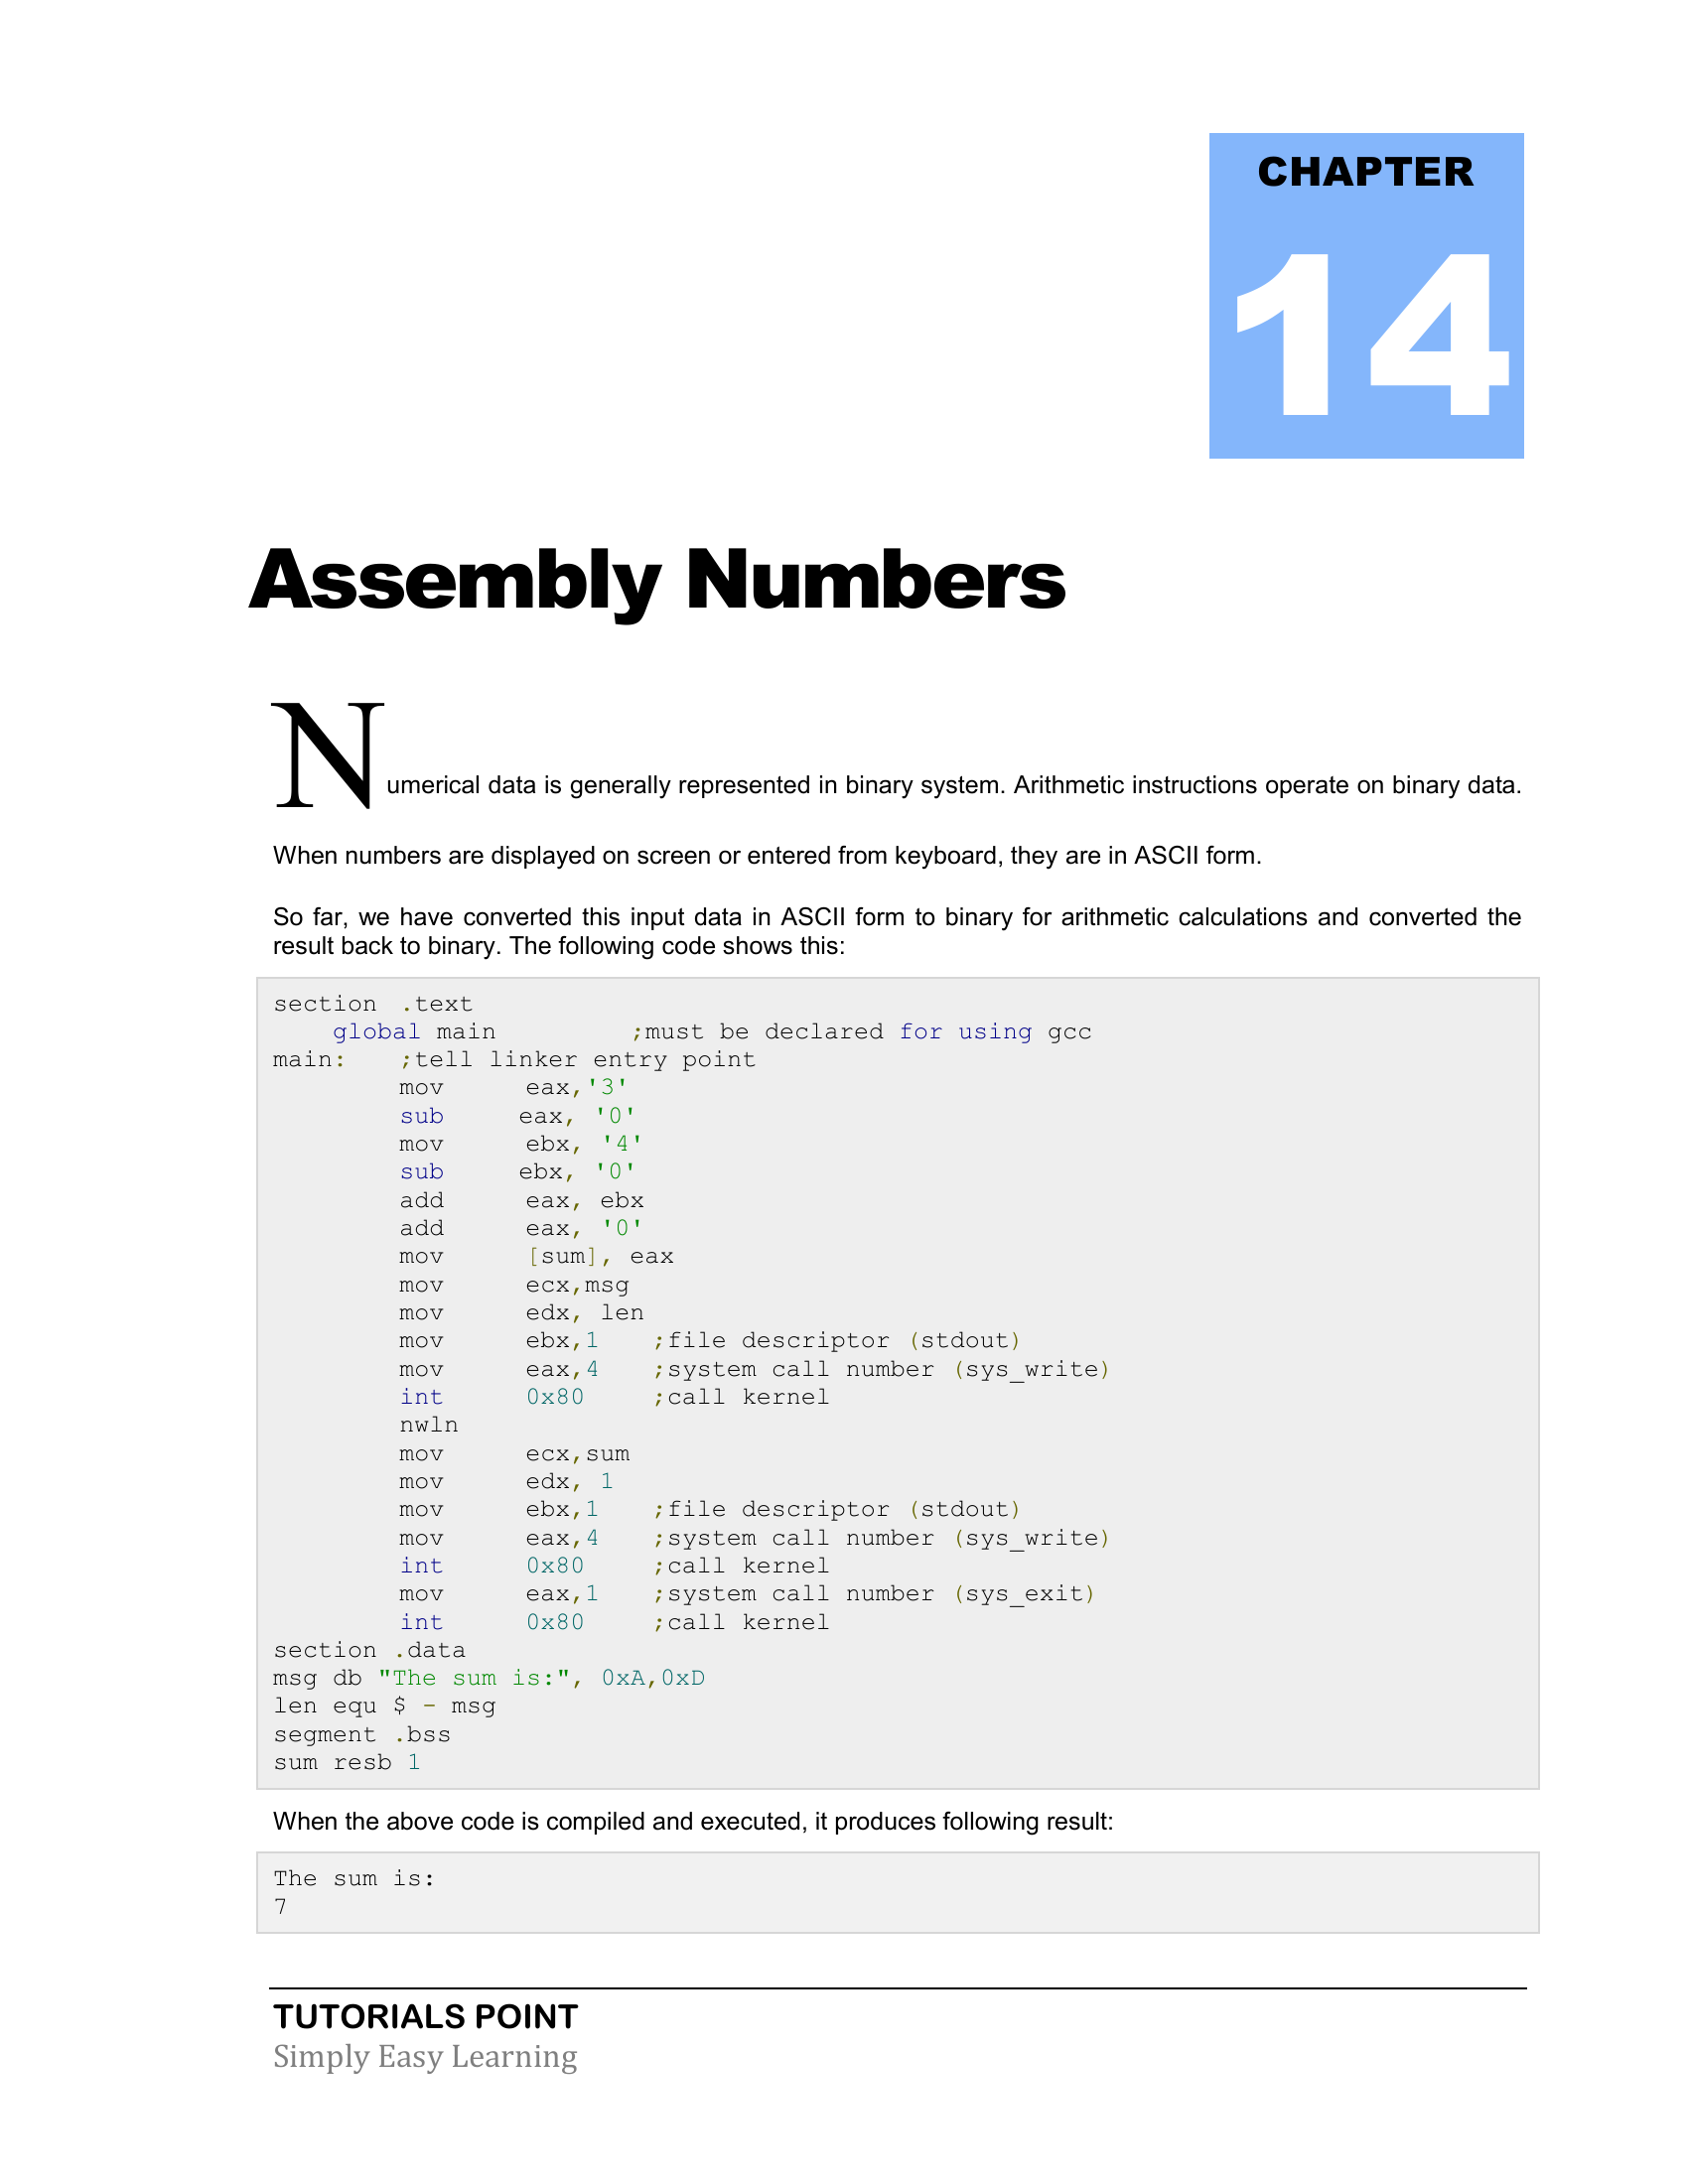 CHAPTER
14
Assembly Numbers
Numerical data is generally represented in binary system. Arithmetic instructions operate on binary data.
When numbers are displayed on screen or entered from keyboard, they are in ASCII form.
So far, we have converted this input data in ASCII form to binary for arithmetic calculations and converted the
result back to binary. The following code shows this:
section .text
    global main         ;must be declared for using gcc
main:   ;tell linker entry point
        mov     eax,'3'
        sub     eax, '0'
        mov     ebx, '4'
        sub     ebx, '0'
        add     eax, ebx
        add     eax, '0'
        mov     [sum], eax
        mov     ecx,msg
        mov     edx, len
        mov     ebx,1   ;file descriptor (stdout)
        mov     eax,4   ;system call number (sys_write)
        int     0x80    ;call kernel
        nwln
        mov     ecx,sum
        mov     edx, 1
        mov     ebx,1   ;file descriptor (stdout)
        mov     eax,4   ;system call number (sys_write)
        int     0x80    ;call kernel
        mov     eax,1   ;system call number (sys_exit)
        int     0x80    ;call kernel
section .data
msg db "The sum is:", 0xA,0xD
len equ $ - msg
segment .bss
sum resb 1
When the above code is compiled and executed, it produces following result:
The sum is:
7
TUTORIALS POINT
Simply Easy Learning